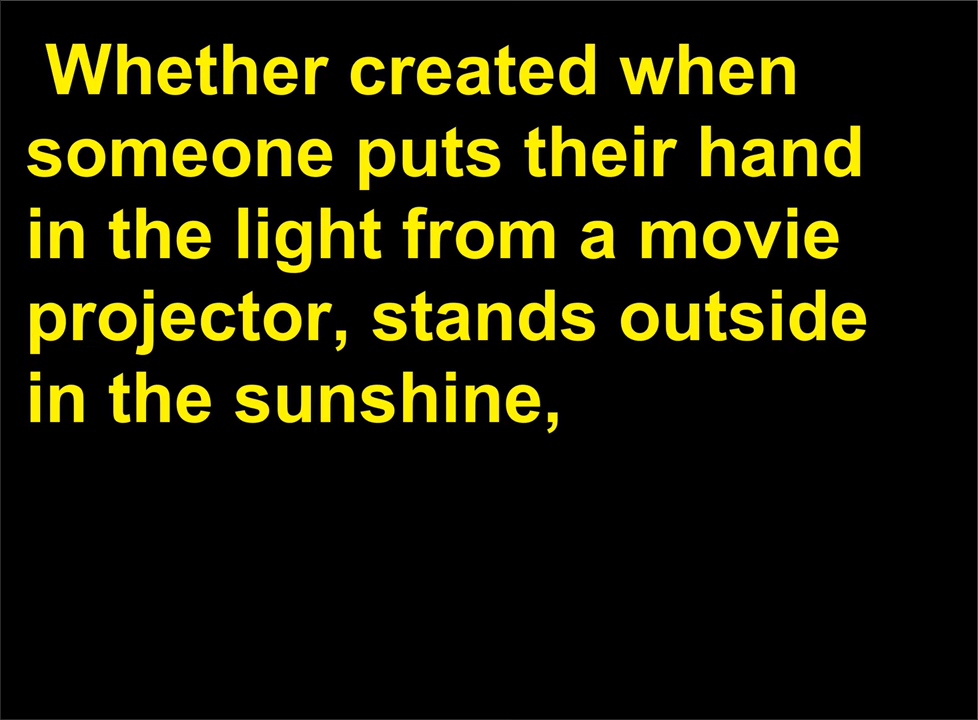 Whether created when
someone puts their hand
in the light from a movie
projector, stands outside
in the sunshine,